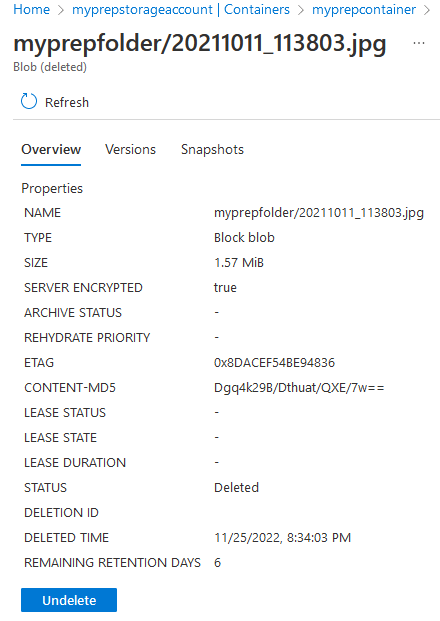 Home > myprepstorageaccount | Containers > myprepcontainer >
myprepfolder/20211011_113803.jpg ...
Blob (deleted)
Refresh
Overview Versions Snapshots
Properties
NAME myprepfolder/20211011_113803.jpg
TYPE Block blob
SIZE 1.57 MiB
SERVER ENCRYPTED true
ARCHIVE STATUS -
REHYDRATE PRIORITY -
ETAG 0x8DACEF54BE94836
CONTENT-MD5 Dgq4k29B/Dthuat/QXE/7w==
LEASE STATUS -
LEASE STATE -
LEASE DURATION -
STATUS Deleted
DELETION ID
DELETED TIME 11/25/2022, 8:34:03 PM
REMAINING RETENTION DAYS 6
Undelete